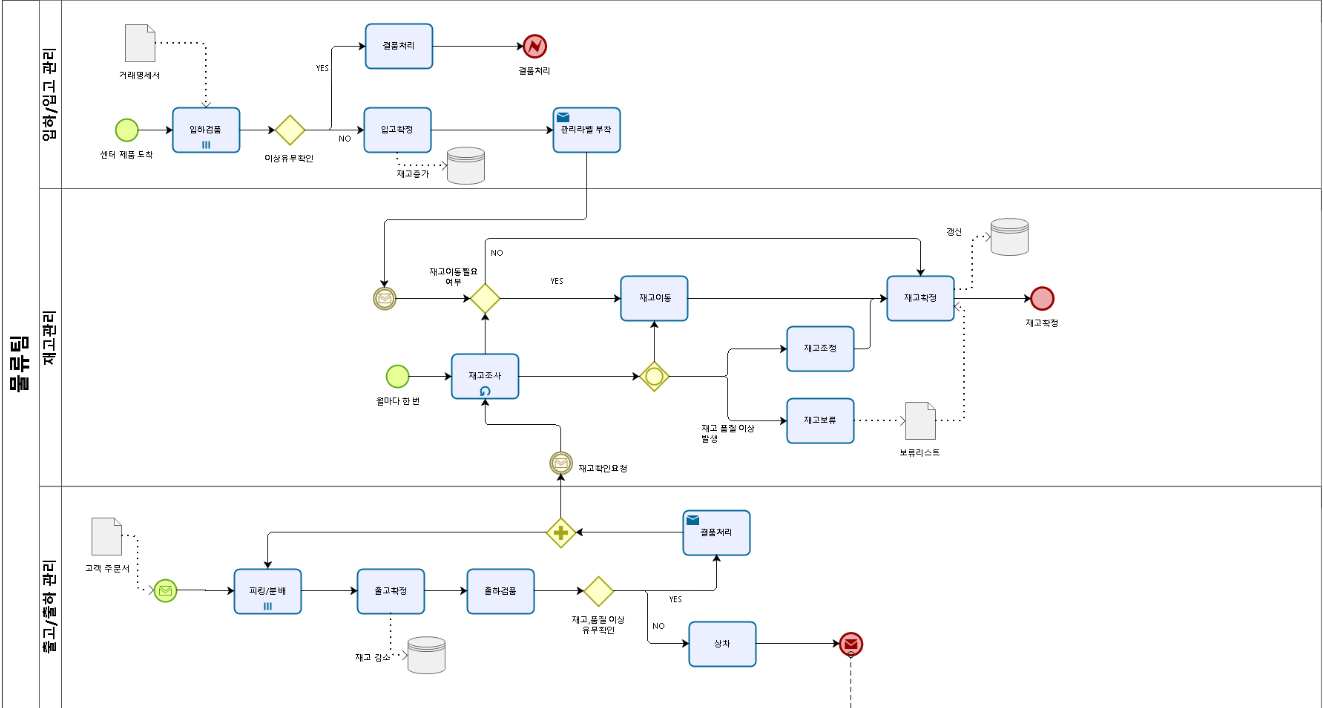 물류팀
입하/입고 관리
거래명세서
센터 제품 도착
입하검품
이상유무확인
YES
NO
결품처리
결품처리
입고확정
재고증가
관리라벨 부착
재고관리
재고이동필요
여부
NO
YES
재고이동
재고확정
갱신
재고확정
월마다 한 번
재고조사
재고조정
재고 품질 이상
발생
재고보류
보류리스트
재고확인요청
출고/출하 관리
고객 주문서
피킹/분배
출고확정
재고 감소
출하검품
재고,품질 이상
유무확인
YES
NO
결품처리
상차